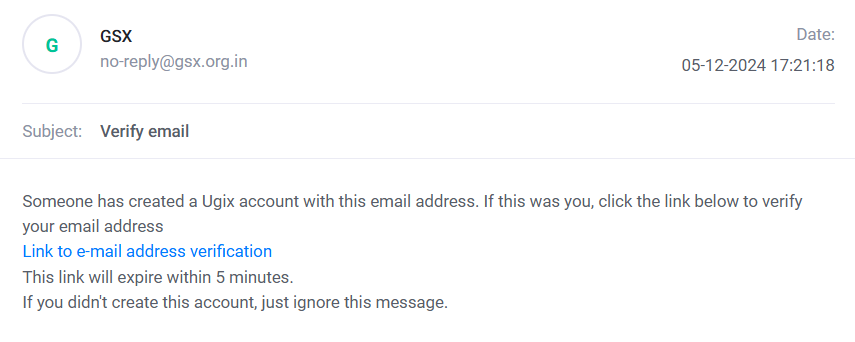 G
GSX
no-reply@gsx.org.in
Date:
05-12-2024 17:21:18
Subject: Verify email
Someone has created a Ugix account with this email address. If this was you, click the link below to verify
your email address
Link to e-mail address verification
This link will expire within 5 minutes.
If you didn't create this account, just ignore this message.